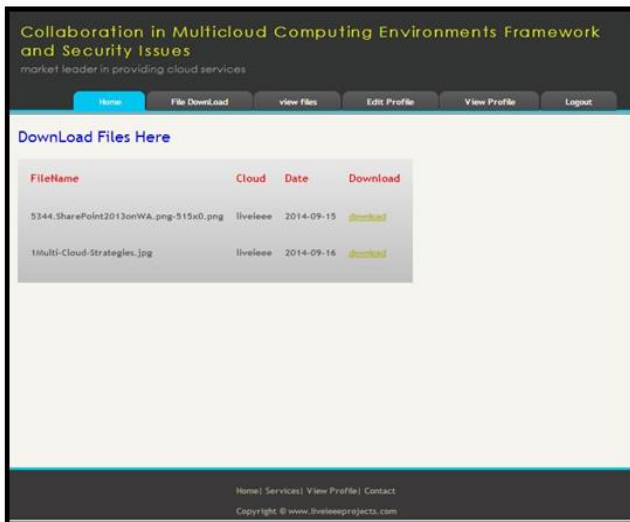 Collaboration in Multicloud Computing Environments Framework
and Security Issues
market leader in providing cloud services
Home File DownLoad view files Edit Profile View Profile Logout
DownLoad Files Here
FileName Cloud Date Download
5344.SharePoint2013onWA.png-515x0.png liveieee 2014-09-15 download
1Multi-Cloud-Strategies.jpg liveieee 2014-09-16 download
Home| Services| View Profile| Contact
Copyright © www.liveieeeprojects.com